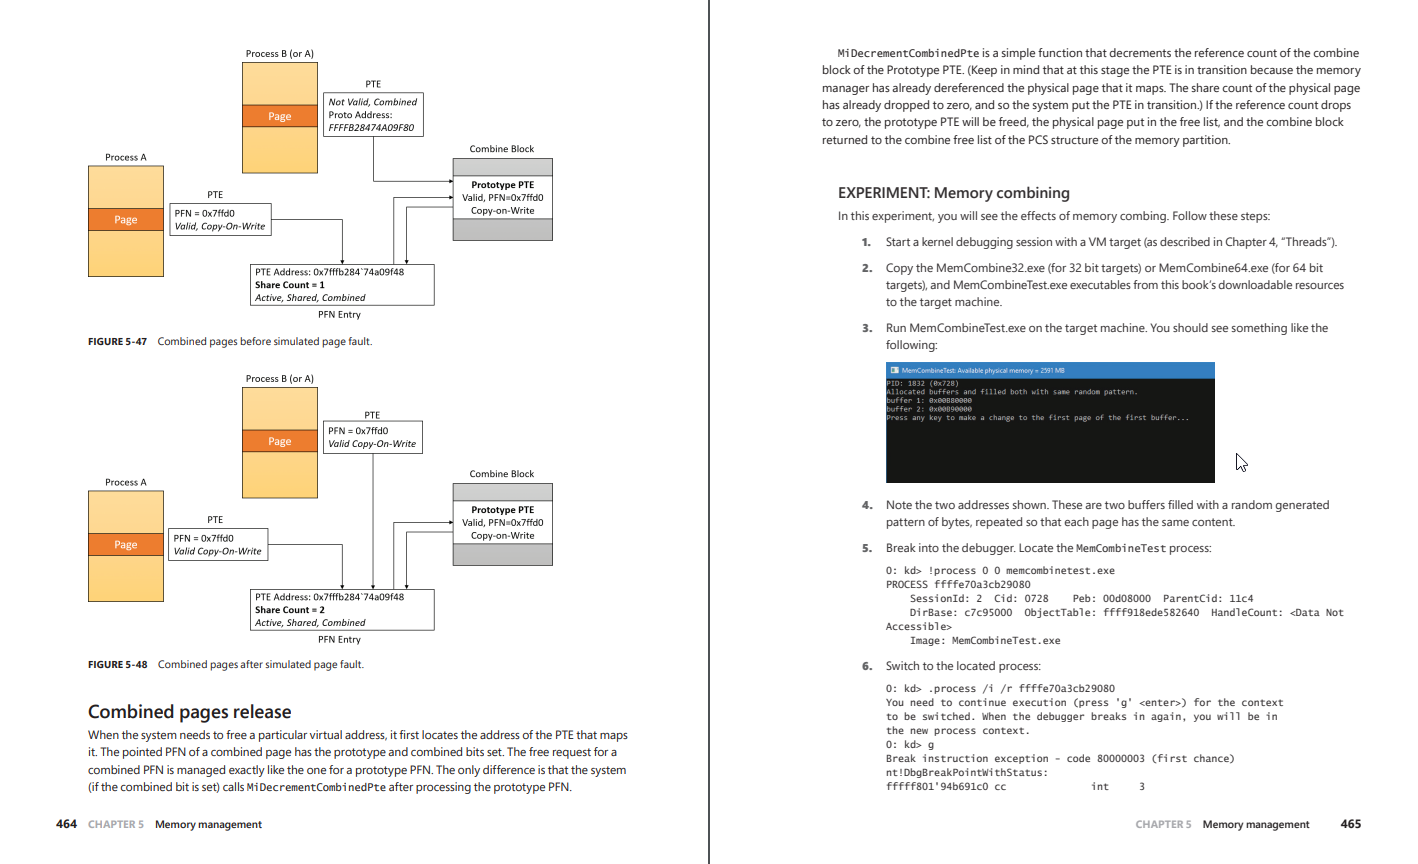 Process B (or A)
Page
PTE
Not Valid, Combined
Proto Address:
FFFFB28474A09F80
Process A
Page
PTE
PFN = 0x7ffd0
Valid, Copy-On-Write
Combine Block
Prototype PTE
Valid, PFN=0x7ffd0
Copy-on-Write
PTE Address: 0x7fffb284`74a09f48
Share Count = 1
Active, Shared, Combined
PFN Entry
FIGURE 5-47 Combined pages before simulated page fault.
Process B (or A)
Page
PTE
PFN = 0x7ffd0
Valid Copy-On-Write
Process A
Page
PTE
PFN = 0x7ffd0
Valid Copy-On-Write
Combine Block
Prototype PTE
Valid, PFN=0x7ffd0
Copy-on-Write
PTE Address: 0x7fffb284`74a09f48
Share Count = 2
Active, Shared, Combined
PFN Entry
FIGURE 5-48 Combined pages after simulated page fault.
Combined pages release
When the system needs to free a particular virtual address, it first locates the address of the PTE that maps
it. The pointed PFN of a combined page has the prototype and combined bits set. The free request for a
combined PFN is managed exactly like the one for a prototype PFN. The only difference is that the system
(if the combined bit is set) calls MiDecrementCombinedPte after processing the prototype PFN.
464 CHAPTER 5 Memory management
MiDecrementCombinedPte is a simple function that decrements the reference count of the combine
block of the Prototype PTE. (Keep in mind that at this stage the PTE is in transition because the memory
manager has already dereferenced the physical page that it maps. The share count of the physical page
has already dropped to zero, and so the system put the PTE in transition.) If the reference count drops
to zero, the prototype PTE will be freed, the physical page put in the free list, and the combine block
returned to the combine free list of the PCS structure of the memory partition.
EXPERIMENT: Memory combining
In this experiment, you will see the effects of memory combing. Follow these steps:
1. Start a kernel debugging session with a VM target (as described in Chapter 4, “Threads”).
2. Copy the MemCombine32.exe (for 32 bit targets) or MemCombine64.exe (for 64 bit
targets), and MemCombineTest.exe executables from this book's downloadable resources
to the target machine.
3. Run MemCombineTest.exe on the target machine. You should see something like the
following:
MemCombineTest: Available physical memory = 2591 MB
PID: 1832 (0x728)
Allocated buffers and filled both with same random pattern.
buffer 1: 0x00B80000
buffer 2: 0x00B90000
Press any key to make a change to the first page of the first buffer...
4. Note the two addresses shown. These are two buffers filled with a random generated
pattern of bytes, repeated so that each page has the same content.
5. Break into the debugger. Locate the MemCombineTest process:
0: kd> !process 0 0 memcombinetest.exe
PROCESS ffffe70a3cb29080
SessionId: 2 Cid: 0728 Peb: 00d08000 ParentCid: 11c4
DirBase: c7c95000 ObjectTable: ffff918ede582640 HandleCount: <Data Not
Accessible>
Image: MemCombineTest.exe
6. Switch to the located process:
0: kd> .process /i /r ffffe70a3cb29080
You need to continue execution (press 'g' <enter>) for the context
to be switched. When the debugger breaks in again, you will be in
the new process context.
0: kd> g
Break instruction exception - code 80000003 (first chance)
nt!DbgBreakPointWithStatus:
fffff801'94b691c0 cc int 3
CHAPTER 5 Memory management 465